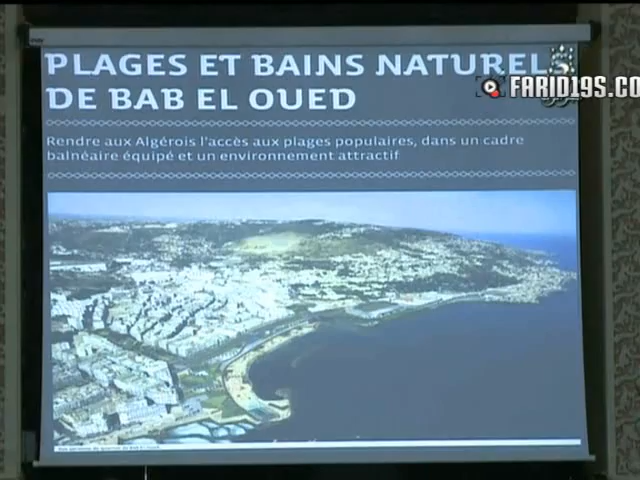 PLAGES ET BAINS NATURELS
DE BAB EL OUED
FARID19S.CO
Rendre aux Algérois l'accès aux plages populaires, dans un cadre
balnéaire équipé et un environnement attractif